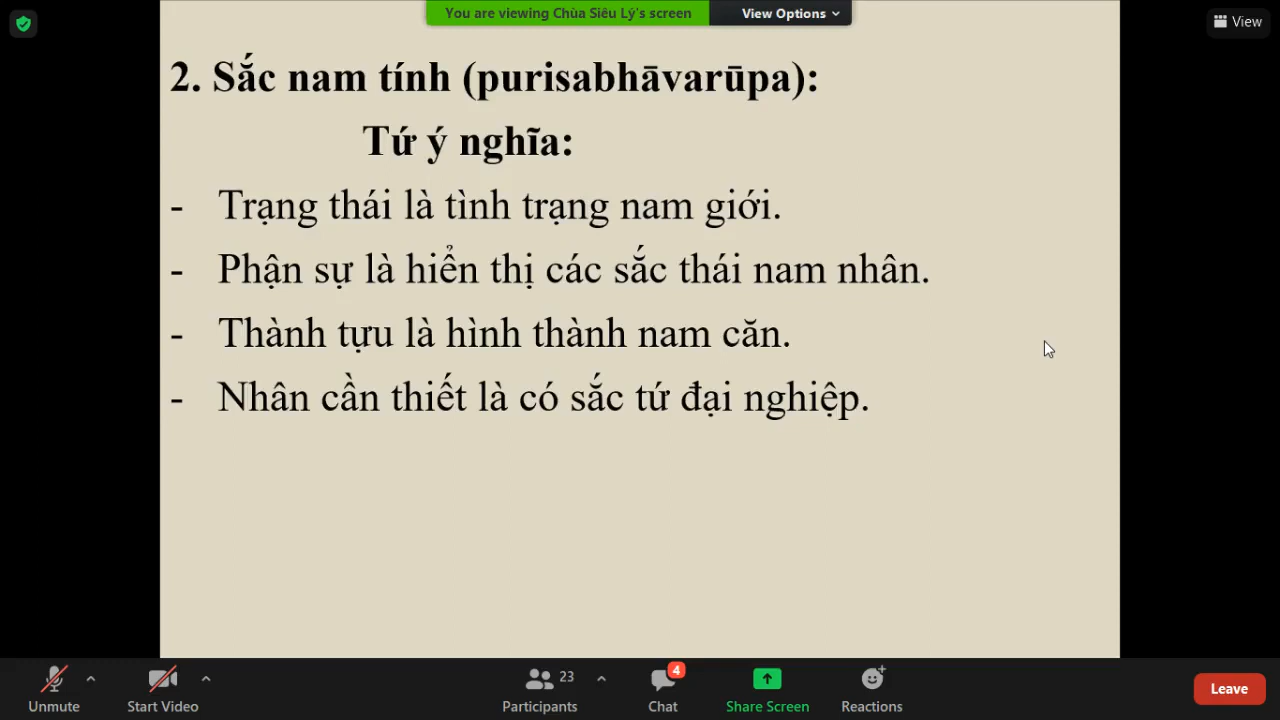 You are viewing Chùa Siêu Lý's screen
View Options
View
2. Sắc nam tính (purisabhāvarūpa):
Tứ ý nghĩa:
- Trạng thái là tình trạng nam giới.
- Phận sự là hiển thị các sắc thái nam nhân.
- Thành tựu là hình thành nam căn.
- Nhân cần thiết là có sắc tứ đại nghiệp.
Unmute
Start Video
23
Participants
4
Chat
Share Screen
Reactions
Leave